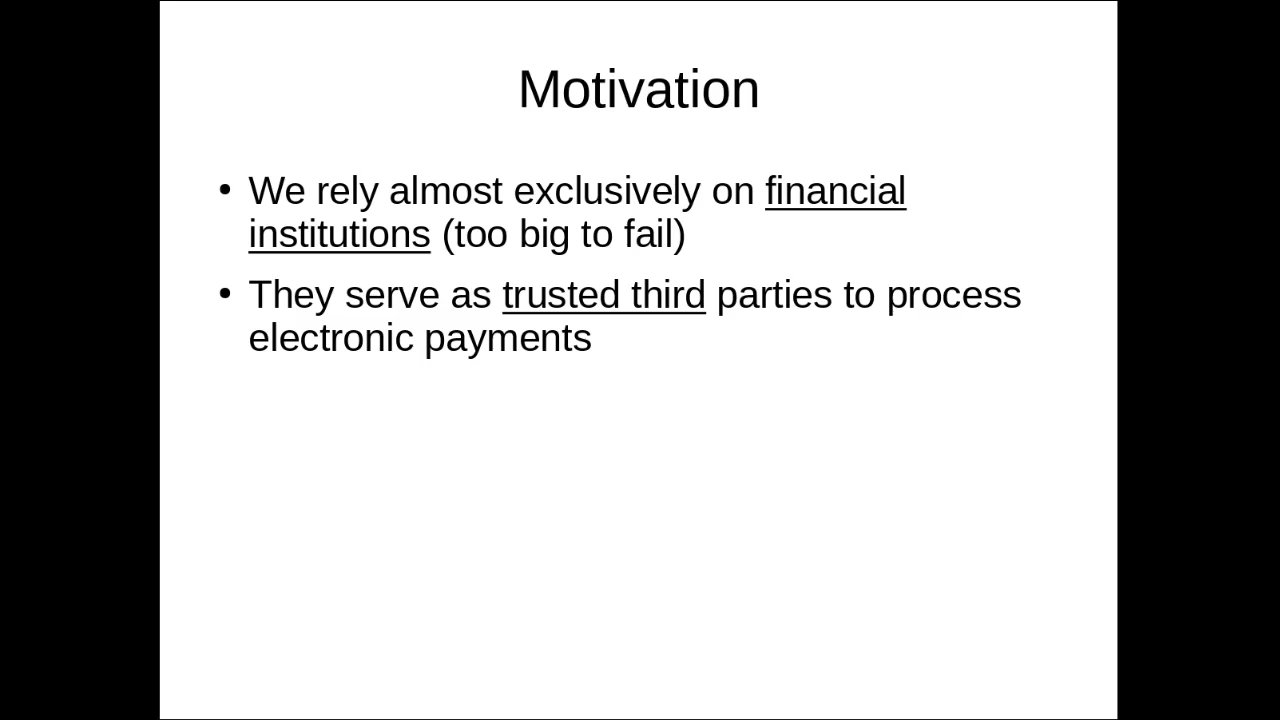 Motivation
• We rely almost exclusively on financial
institutions (too big to fail)
• They serve as trusted third parties to process
electronic payments